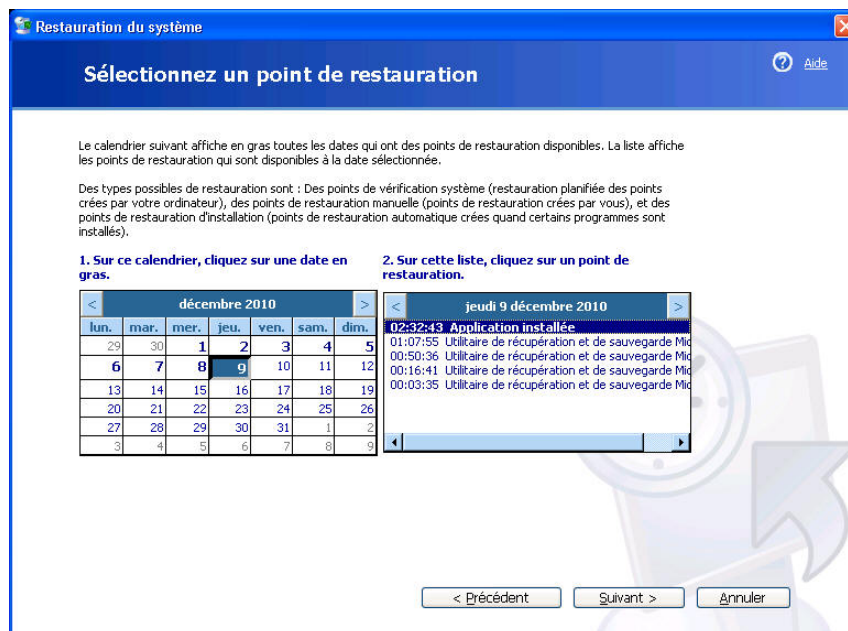 Restauration du système
Sélectionnez un point de restauration
Aide
Le calendrier suivant affiche en gras toutes les dates qui ont des points de restauration disponibles. La liste affiche
les points de restauration qui sont disponibles à la date sélectionnée.
Des types possibles de restauration sont : Des points de vérification système (restauration planifiée des points
crées par votre ordinateur), des points de restauration manuelle (points de restauration crées par vous), et des
points de restauration d'installation (points de restauration automatique crées quand certains programmes sont
installés).
1. Sur ce calendrier, cliquez sur une date en
gras.
< décembre 2010 >
lun. mar. mer. jeu. ven. sam. dim.
29 30 1 2 3 4 5
6 7 8 9 10 11 12
13 14 15 16 17 18 19
20 21 22 23 24 25 26
27 28 29 30 31 1 2
3 4 5 6 7 8 9
2. Sur cette liste, cliquez sur un point de
restauration.
< jeudi 9 décembre 2010 >
02:32:43 Application installée
01:07:55 Utilitaire de récupération et de sauvegarde Mic
00:50:36 Utilitaire de récupération et de sauvegarde Mic
00:16:41 Utilitaire de récupération et de sauvegarde Mic
00:03:35 Utilitaire de récupération et de sauvegarde Mic
< Précédent
Suivant >
Annuler